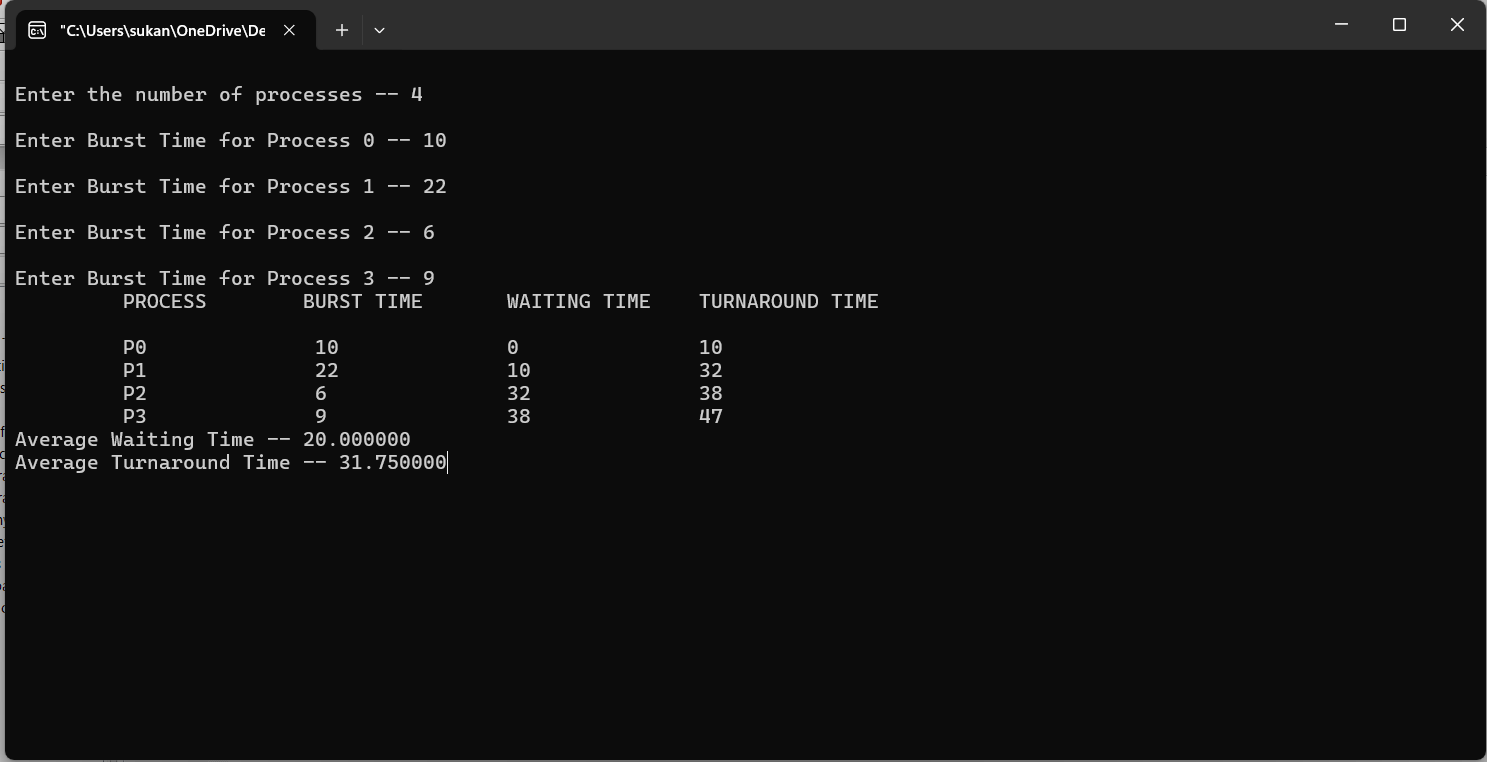 "C:\Users\sukan\OneDrive\De
Enter the number of processes -- 4
Enter Burst Time for Process 0 -- 10
Enter Burst Time for Process 1 -- 22
Enter Burst Time for Process 2 -- 6
Enter Burst Time for Process 3 -- 9
PROCESS BURST TIME WAITING TIME TURNAROUND TIME
P0 10 0 10
P1 22 10 32
P2 6 32 38
P3 9 38 47
Average Waiting Time -- 20.000000
Average Turnaround Time -- 31.750000